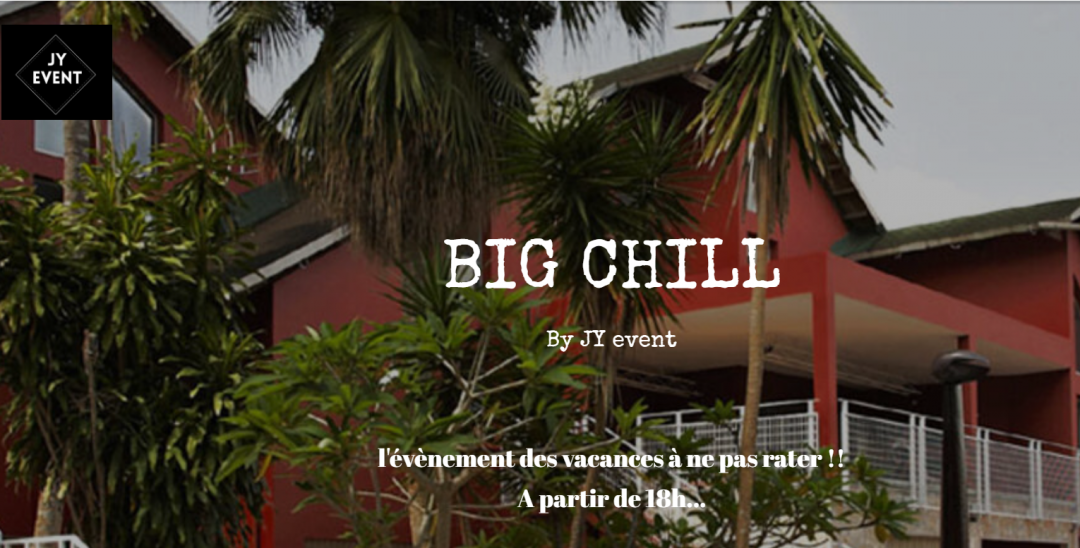 JY
EVENT
BIG CHILL
By JY event
l'évènement des vacances à ne pas rater !!
A partir de 18h...